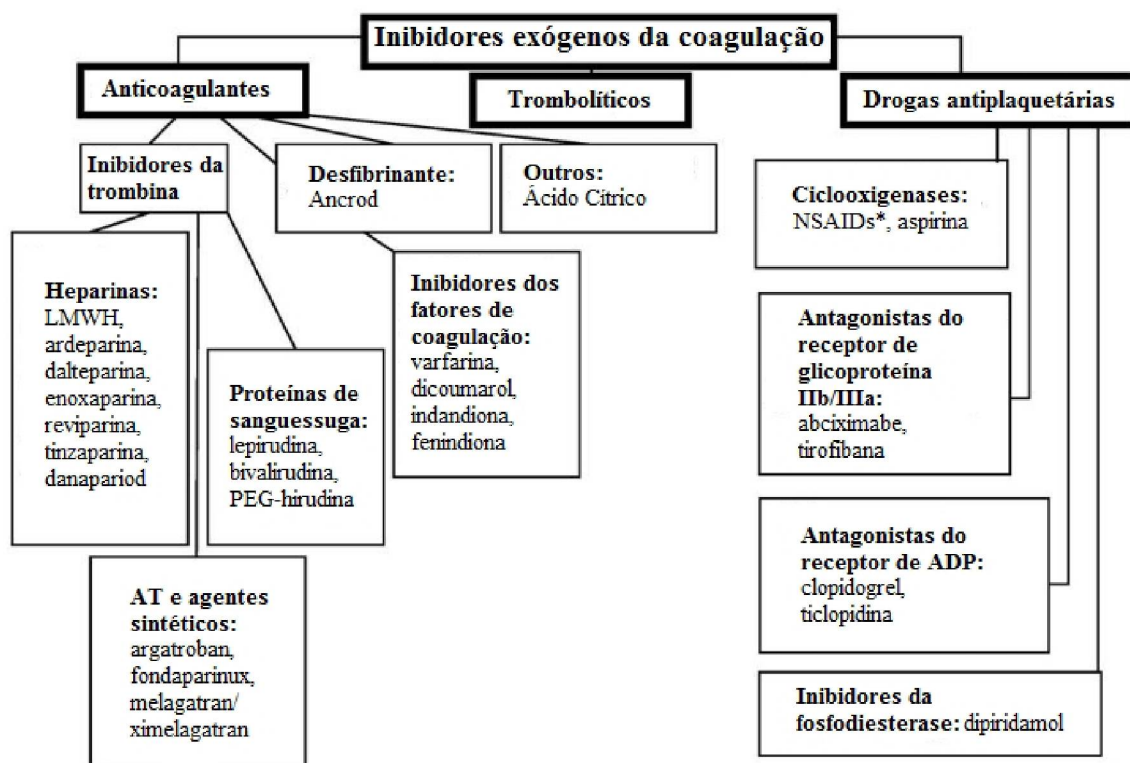 Inibidores exógenos da coagulação
Anticoagulantes
Trombolíticos
Drogas antiplaquetárias
Inibidores da
trombina
Desfibrinante:
Ancrod
Outros:
Ácido Cítrico
Ciclooxigenases:
NSAIDs*, aspirina
Heparinas:
LMWH,
ardeparina,
dalteparina,
enoxaparina,
reviparina,
tinzaparina,
danapariod
Proteínas de
sanguessuga:
lepirudina,
bivalirudina,
PEG-hirudina
Inibidores dos
fatores de
coagulação:
varfarina,
dicoumarol,
indandiona,
fenindiona
Antagonistas do
receptor de
glicoproteína
IIb/IIIa:
abciximabe,
tirofibana
AT e agentes
sintéticos:
argatroban,
fondaparinux,
melagatran/
ximelagatran
Antagonistas do
receptor de ADP:
clopidogrel,
ticlopidina
Inibidores da
fosfodiesterase: dipiridamol